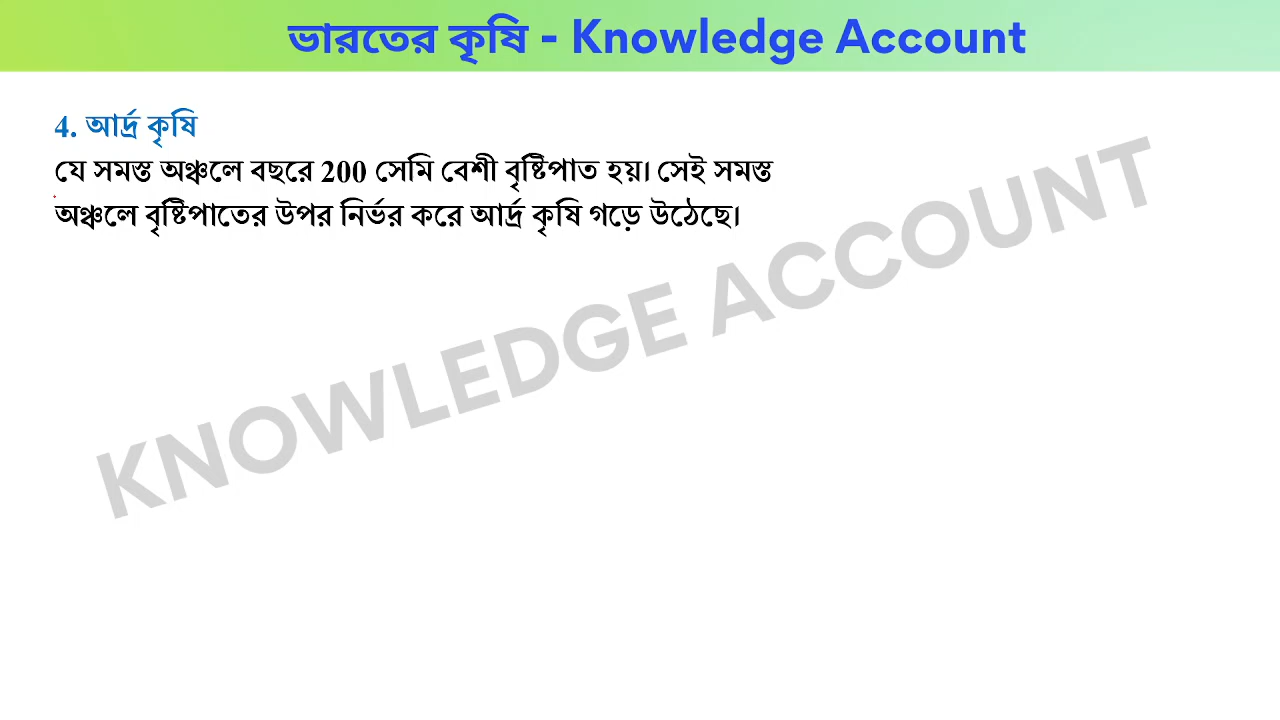 ভারতের কৃষি - Knowledge Account
4. আর্দ্র কৃষি
যে সমস্ত অঞ্চলে বছরে 200 সেমি বেশী বৃষ্টিপাত হয়। সেই সমস্ত
অঞ্চলে বৃষ্টিপাতের উপর নির্ভর করে আর্দ্র কৃষি গড়ে উঠেছে।
KNOWLEDGE ACCOUNT